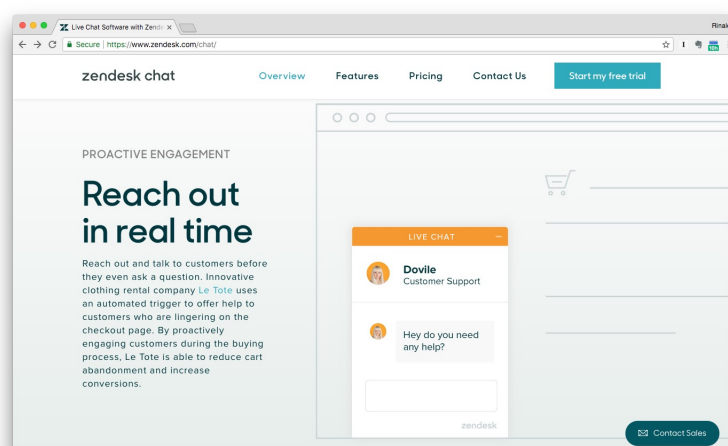 Live Chat Software with Zende
Rinal
Secure | https://www.zendesk.com/chat/
zendesk chat
Overview
Features
Pricing
Contact Us
Start my free trial
PROACTIVE ENGAGEMENT
Reach out
in real time
Reach out and talk to customers before
they even ask a question. Innovative
clothing rental company Le Tote uses
an automated trigger to offer help to
customers who are lingering on the
checkout page. By proactively
engaging customers during the buying
process, Le Tote is able to reduce cart
abandonment and increase
conversions.
LIVE CHAT
Dovile
Customer Support
Hey do you need
any help?
zendesk
Contact Sales